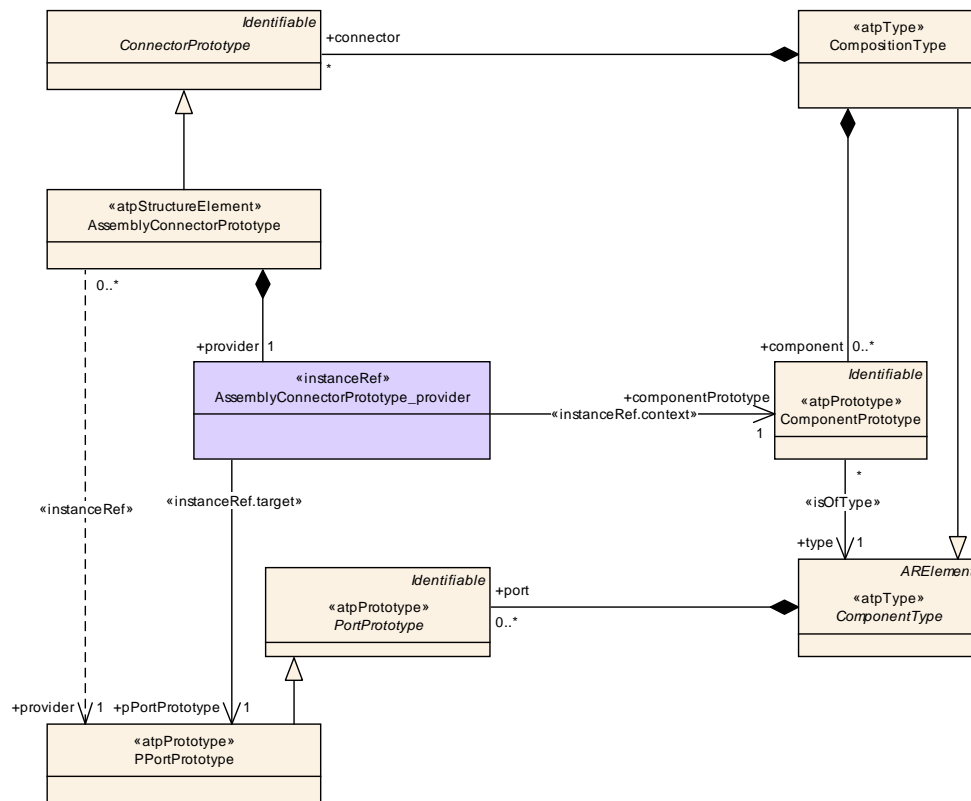 Identifiable
ConnectorPrototype
+connector
*
«atpType»
CompositionType
«atpStructureElement»
AssemblyConnectorPrototype
0..*
+provider 1
+component 0..*
«instanceRef»
AssemblyConnectorPrototype_provider
+componentPrototype
«instanceRef.context»
1
Identifiable
«atpPrototype»
ComponentPrototype
*
«instanceRef»
«instanceRef.target»
«isOfType»
+type 1
Identifiable
«atpPrototype»
PortPrototype
+port
0..*
ARElement
«atpType»
ComponentType
+provider 1
+pPortPrototype 1
«atpPrototype»
PPortPrototype